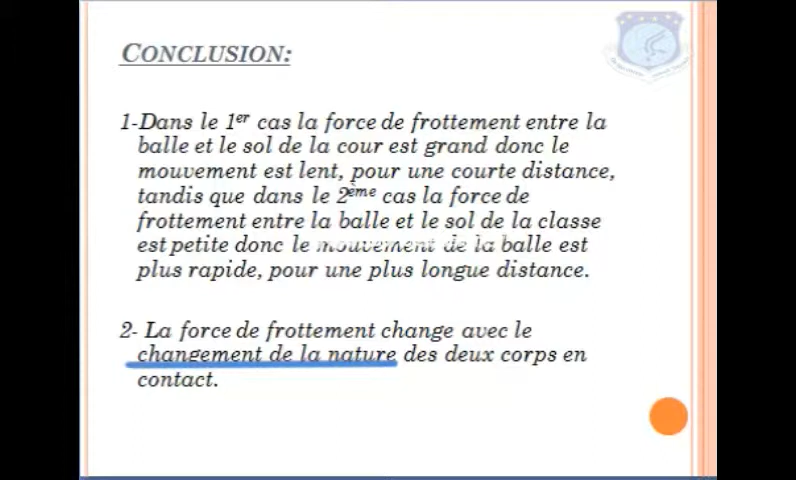 CONCLUSION:
1-Dans le 1er cas la force de frottement entre la
balle et le sol de la cour est grand donc le
mouvement est lent, pour une courte distance,
tandis que dans le 2ème cas la force de
frottement entre la balle et le sol de la classe
est petite donc le mouvement de la balle est
plus rapide, pour une plus longue distance.
2- La force de frottement change avec le
changement de la nature des deux corps en
contact.